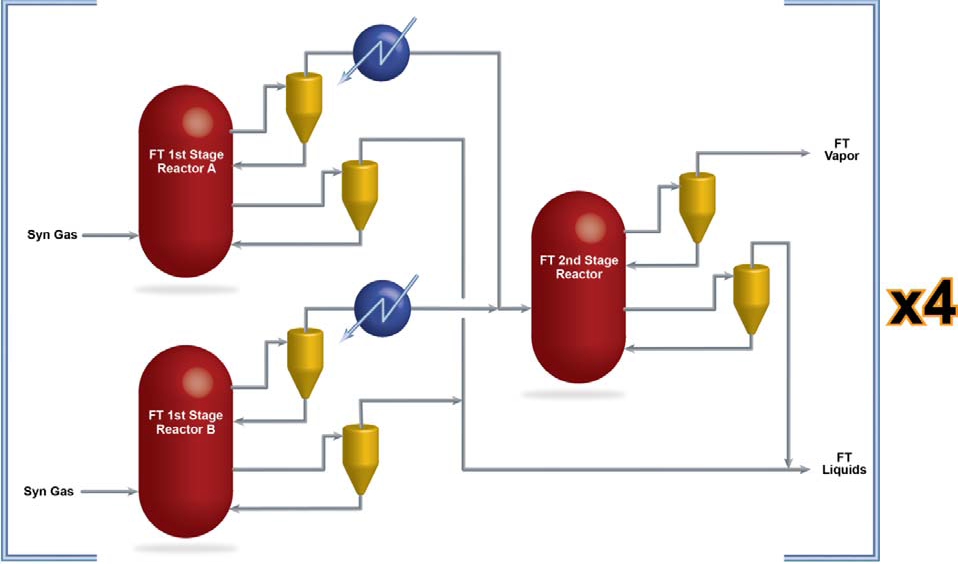 FT 1st Stage
Reactor A
Syn Gas
FT
Vapor
FT 2nd Stage
Reactor
x4
FT 1st Stage
Reactor B
Syn Gas
FT
Liquids